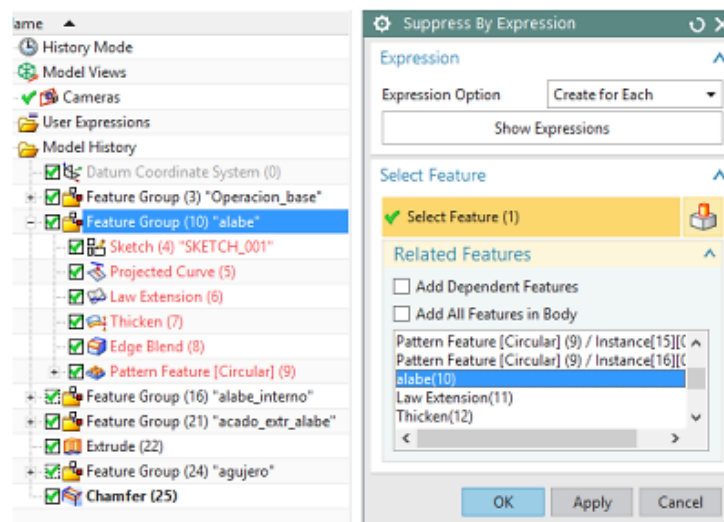 ame
History Mode
Model Views
Cameras
User Expressions
Model History
Datum Coordinate System (0)
Feature Group (3) "Operacion_base"
Feature Group (10) "alabe"
Sketch (4) "SKETCH_001"
Projected Curve (5)
Law Extension (6)
Thicken (7)
Edge Blend (8)
Pattern Feature [Circular] (9)
Feature Group (16) "alabe_interno"
Feature Group (21) "acado_extr_alabe"
Extrude (22)
Feature Group (24) "agujero"
Chamfer (25)
Suppress By Expression
Expression
Expression Option Create for Each
Show Expressions
Select Feature
Select Feature (1)
Related Features
Add Dependent Features
Add All Features in Body
Pattern Feature [Circular] (9) / Instance[15][(
Pattern Feature [Circular] (9) / Instance[16][(
alabe(10)
Law Extension(11)
Thicken(12)
OK Apply Cancel